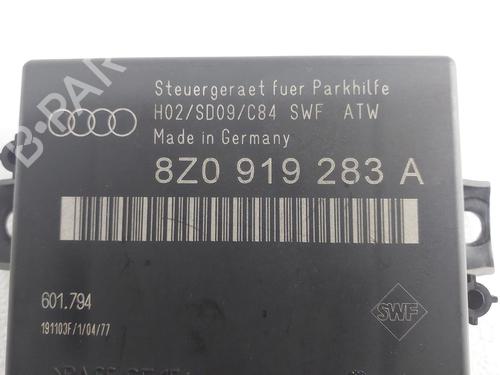 Steuergeraet fuer Parkhilfe
H02/SD09/C84 SWF ATW
Made in Germany
8Z0 919 283 A
601.794
191103F/1/04/77
SWF
B-PARTS